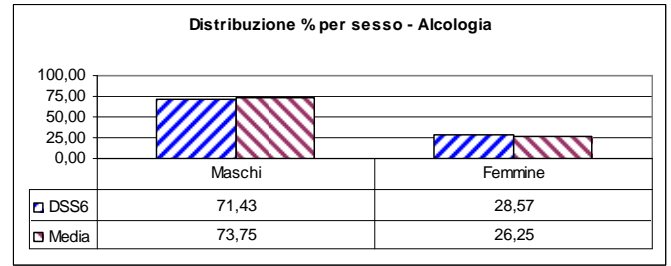 Distribuzione % per sesso - Alcologia
100,00
75,00
50,00
25,00
0,00
Maschi Femmine
DSS6 71,43 28,57
Media 73,75 26,25